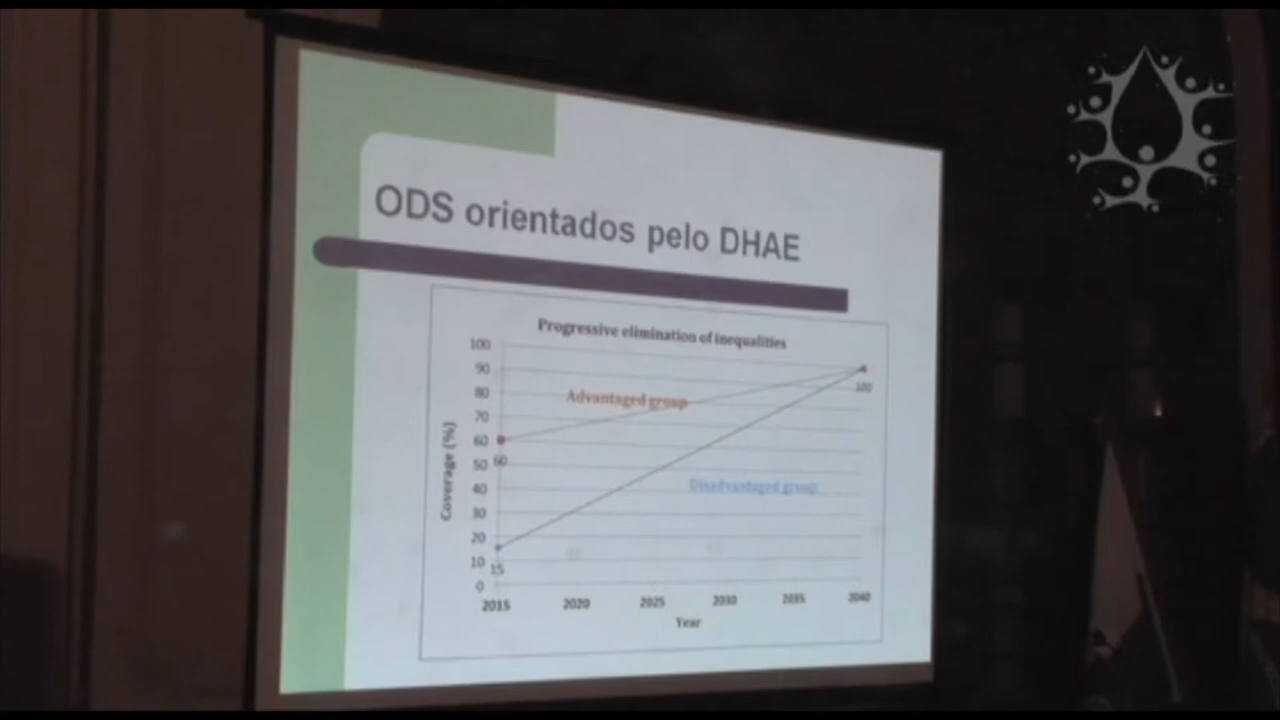 ODS orientados pelo DHAE
Progressive elimination of inequalities
100
90
80
70
60
50
40
30
20
10
0
Coverage (%)
Advantaged group
Disadvantaged group
60
15
100
2015 2020 2025 2030 2035 2040
Year